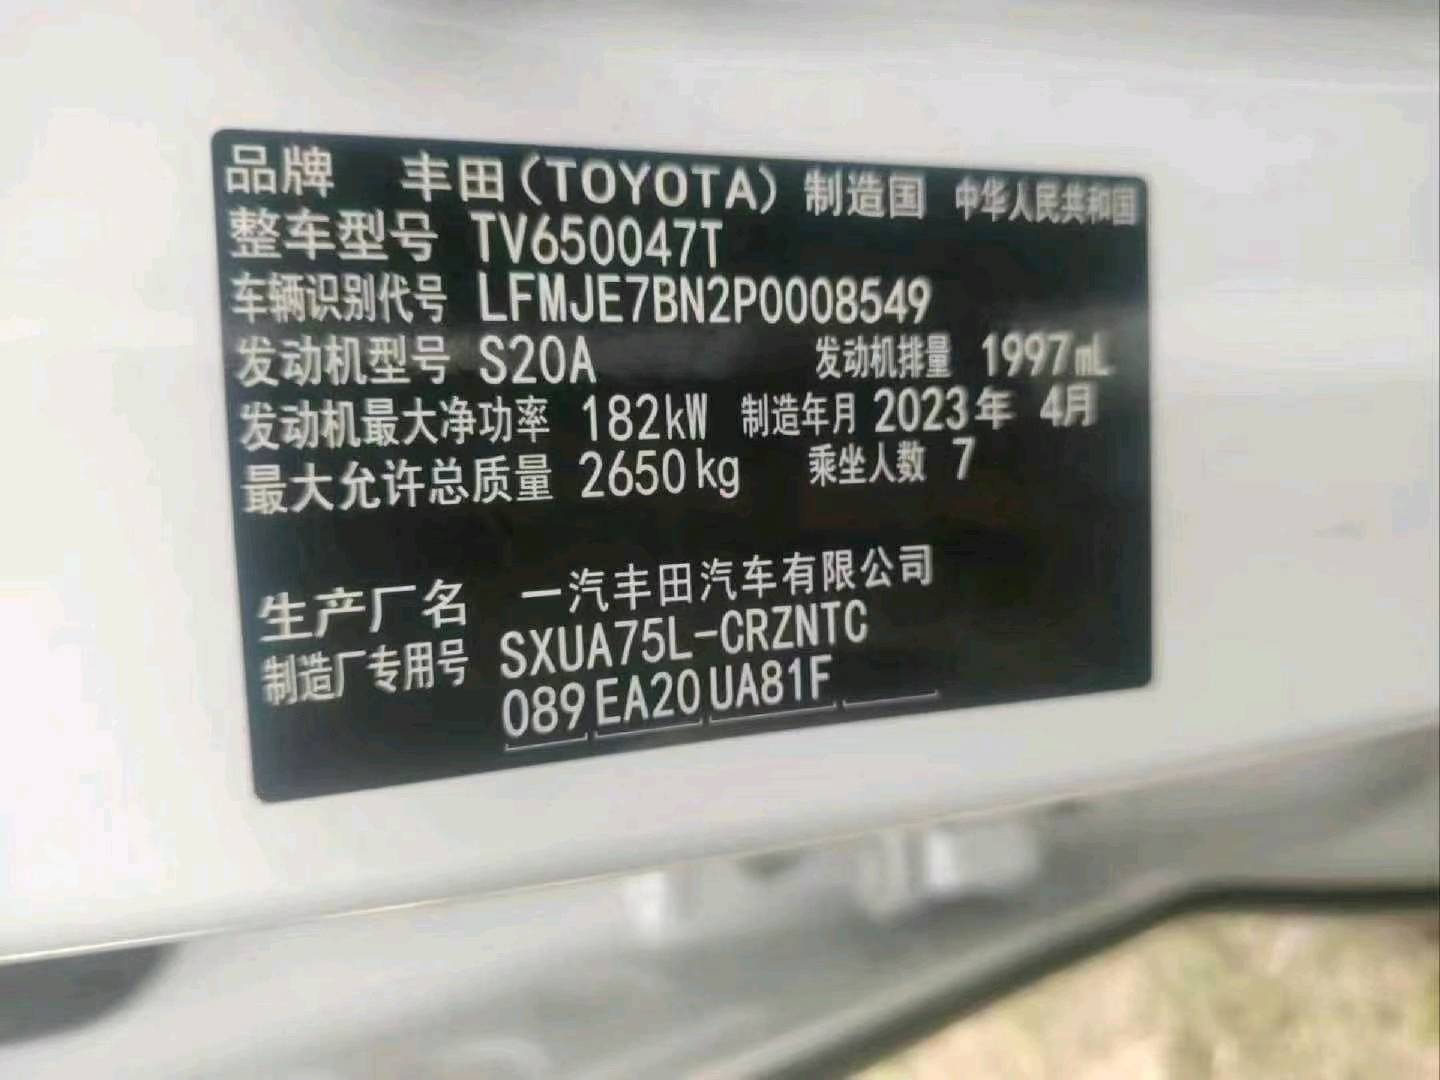 品牌 丰田(TOYOTA) 制造国 中华人民共和国
整车型号 TV650047T
车辆识别代号 LFMJE7BN2P0008549
发动机型号 S20A 发动机排量 1997mL
发动机最大净功率 182kW 制造年月 2023年 4月
最大允许总质量 2650kg 乘坐人数 7
生产厂名 一汽丰田汽车有限公司
制造厂专用号 SXUA75L-CRZNTC
089 EA20 UA81F